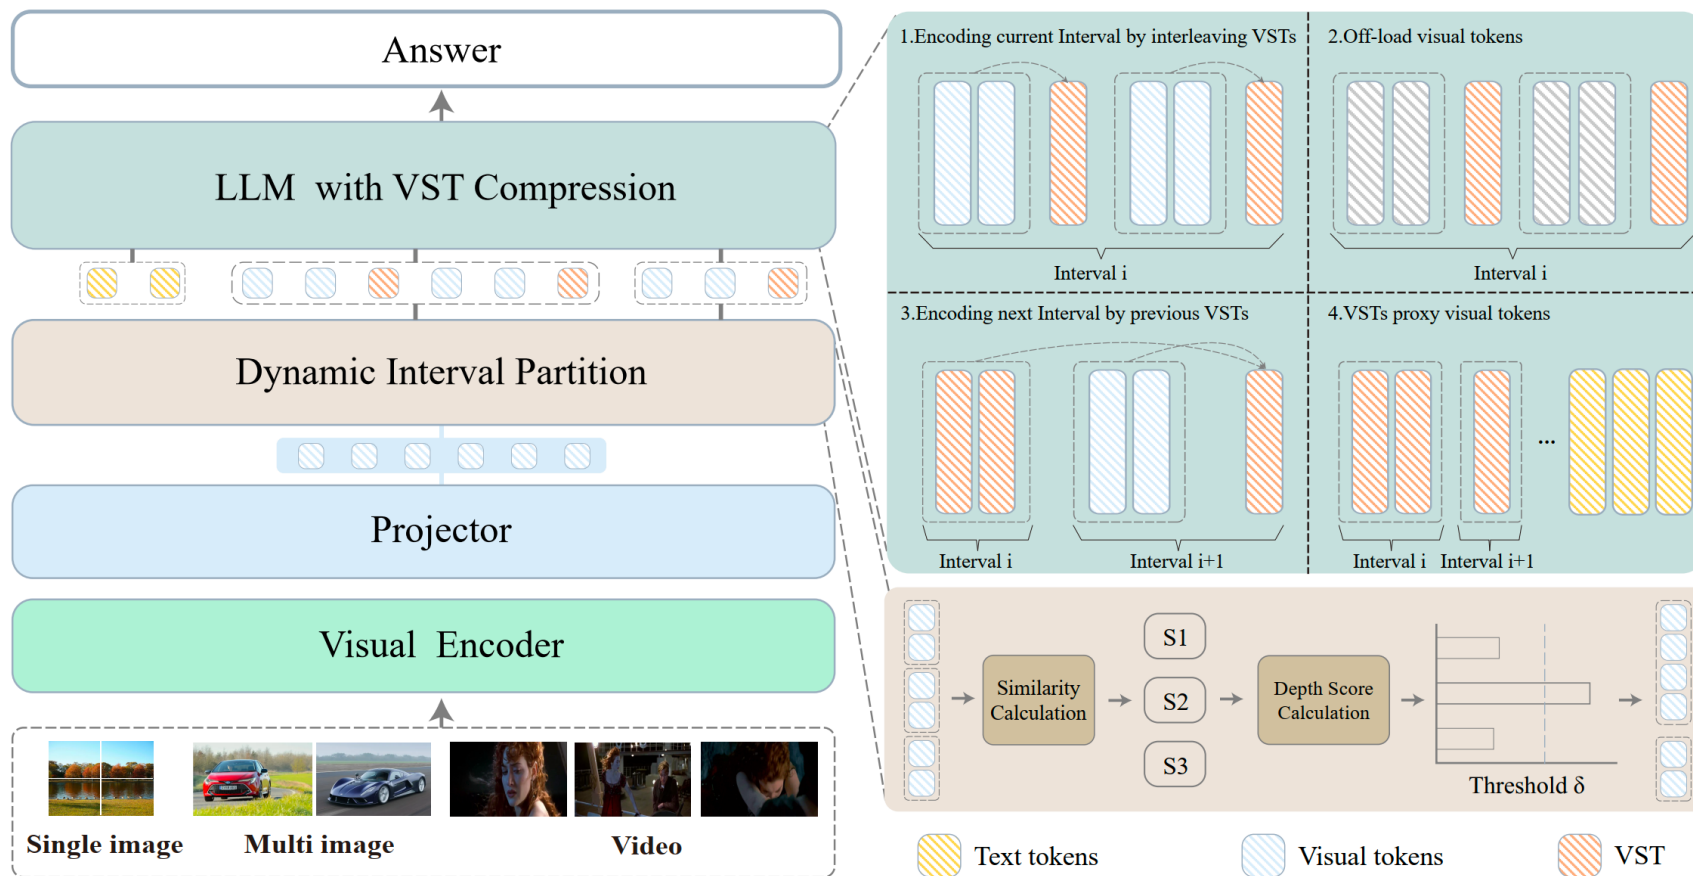 Answer
LLM with VST Compression
Dynamic Interval Partition
Projector
Visual Encoder
Single image
Multi image
Video
1.Encoding current Interval by interleaving VSTs
Interval i
2.Off-load visual tokens
Interval i
3.Encoding next Interval by previous VSTs
Interval i
Interval i+1
4.VSTs proxy visual tokens
...
Interval i
Interval i+1
Similarity
Calculation
S1
S2
S3
Depth Score
Calculation
Threshold δ
Text tokens
Visual tokens
VST